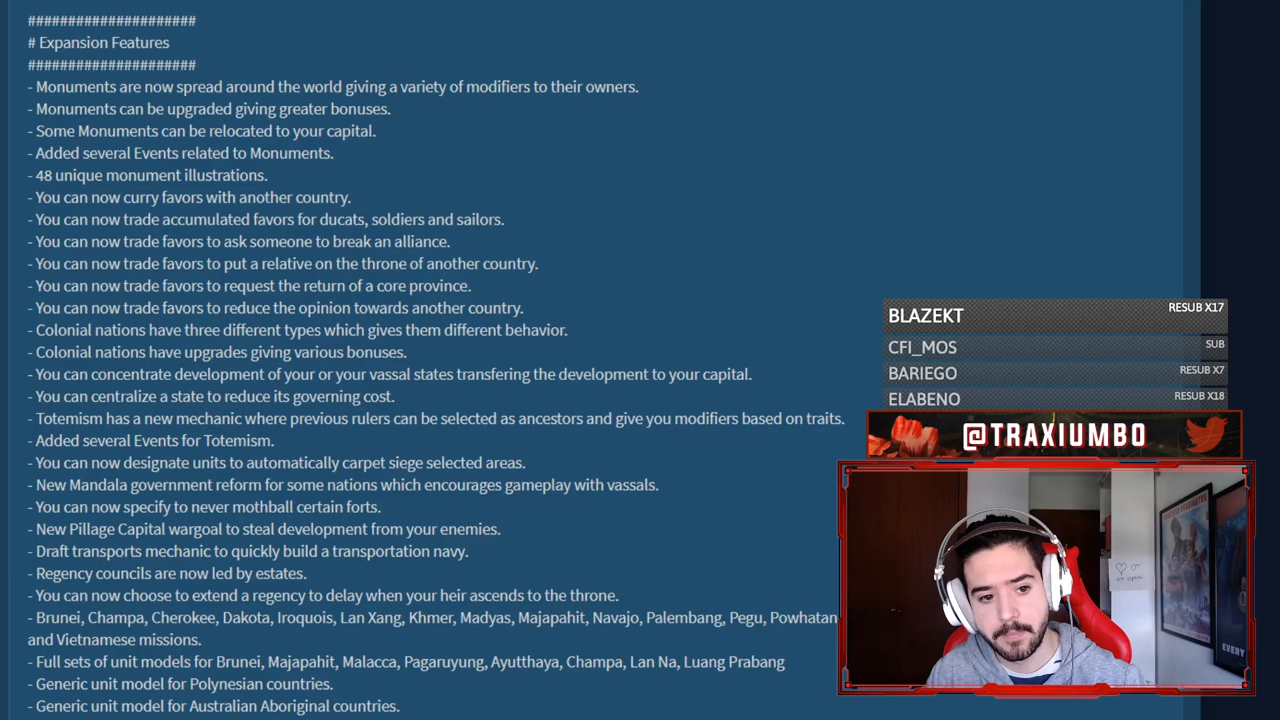 #####################
# Expansion Features
#####################
- Monuments are now spread around the world giving a variety of modifiers to their owners.
- Monuments can be upgraded giving greater bonuses.
- Some Monuments can be relocated to your capital.
- Added several Events related to Monuments.
- 48 unique monument illustrations.
- You can now curry favors with another country.
- You can now trade accumulated favors for ducats, soldiers and sailors.
- You can now trade favors to ask someone to break an alliance.
- You can now trade favors to put a relative on the throne of another country.
- You can now trade favors to request the return of a core province.
- You can now trade favors to reduce the opinion towards another country.
- Colonial nations have three different types which gives them different behavior.
- Colonial nations have upgrades giving various bonuses.
- You can concentrate development of your or your vassal states transfering the development to your capital.
- You can centralize a state to reduce its governing cost.
- Totemism has a new mechanic where previous rulers can be selected as ancestors and give you modifiers based on traits.
- Added several Events for Totemism.
- You can now designate units to automatically carpet siege selected areas.
- New Mandala government reform for some nations which encourages gameplay with vassals.
- You can now specify to never mothball certain forts.
- New Pillage Capital wargoal to steal development from your enemies.
- Draft transports mechanic to quickly build a transportation navy.
- Regency councils are now led by estates.
- You can now choose to extend a regency to delay when your heir ascends to the throne.
- Brunei, Champa, Cherokee, Dakota, Iroquois, Lan Xang, Khmer, Madyas, Majapahit, Navajo, Palembang, Pegu, Powhatan
and Vietnamese missions.
- Full sets of unit models for Brunei, Majapahit, Malacca, Pagaruyung, Ayutthaya, Champa, Lan Na, Luang Prabang
- Generic unit model for Polynesian countries.
- Generic unit model for Australian Aboriginal countries.
BLAZEKT RESUB X17
CFI_MOS SUB
BARIEGO RESUB X7
ELABENO RESUB X18
@TRAXIUMBO
EVERY